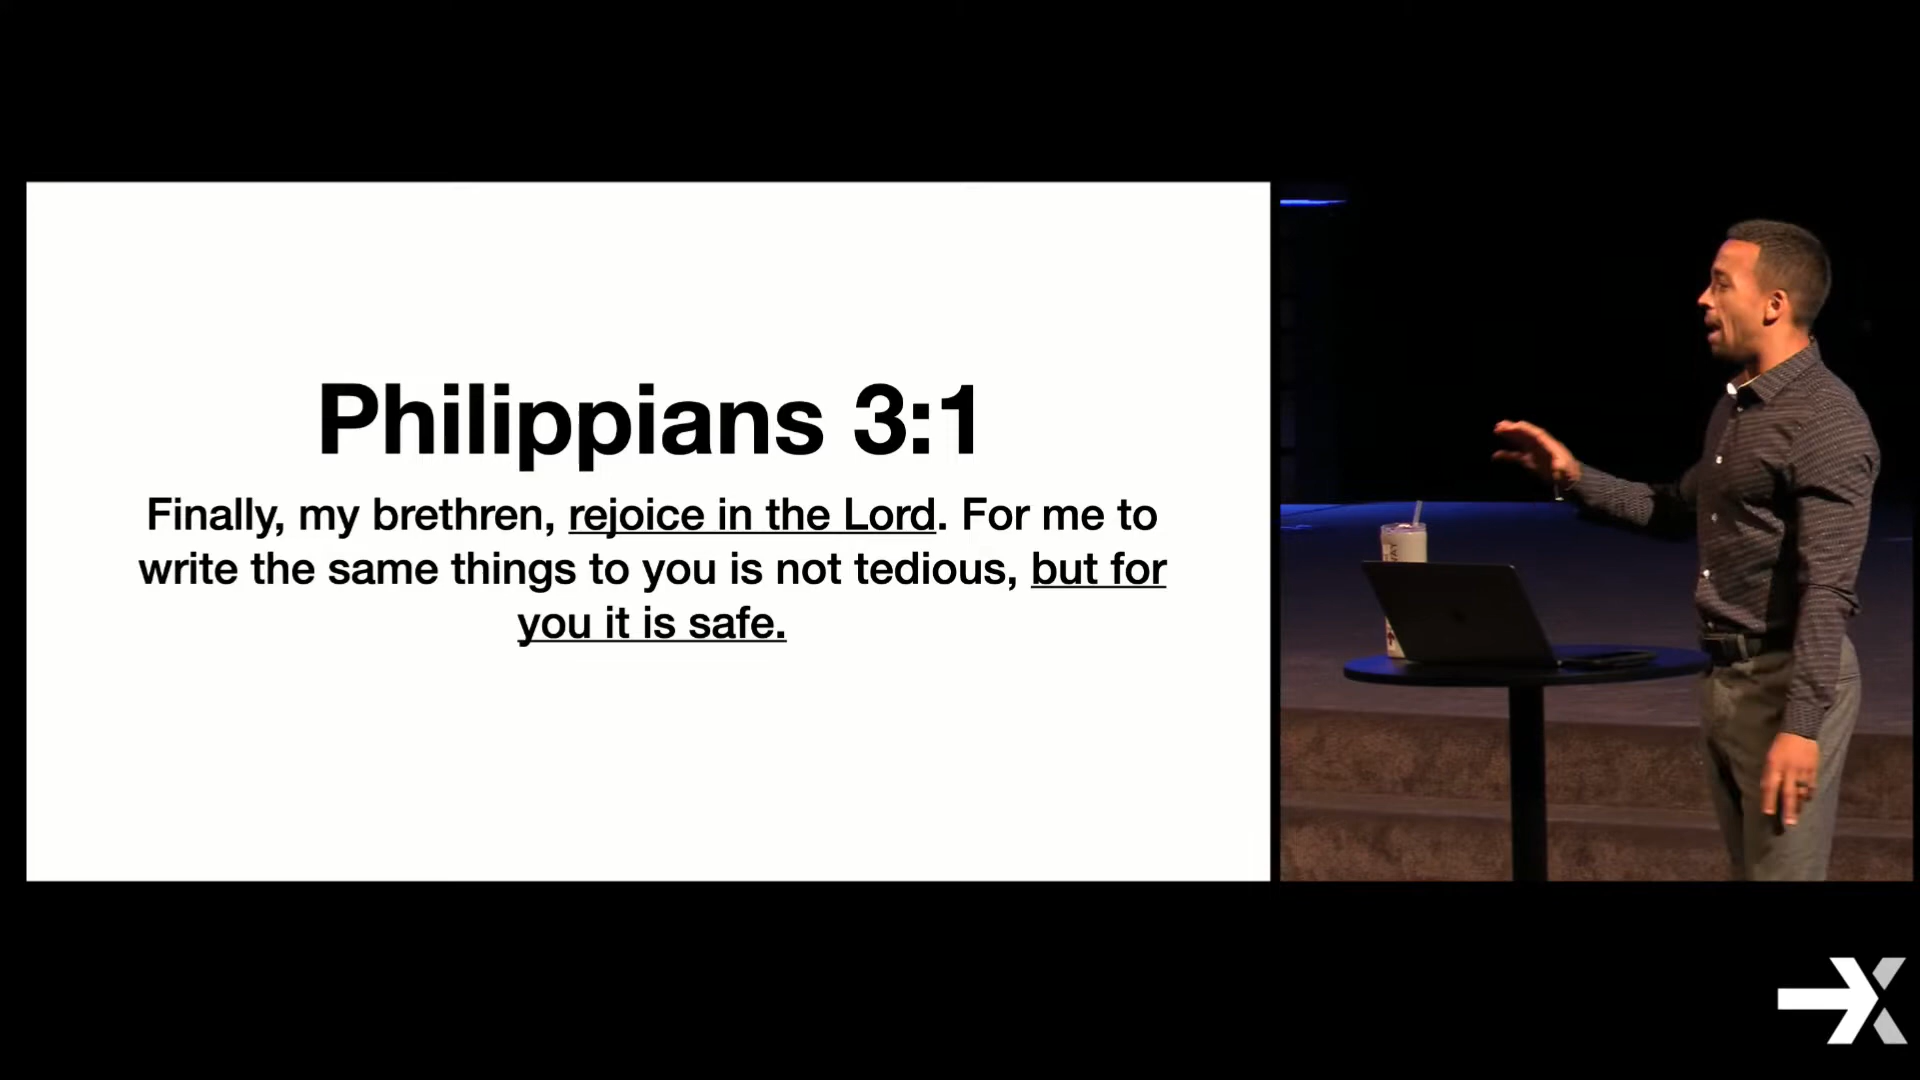 Philippians 3:1
Finally, my brethren, rejoice in the Lord. For me to
write the same things to you is not tedious, but for
you it is safe.